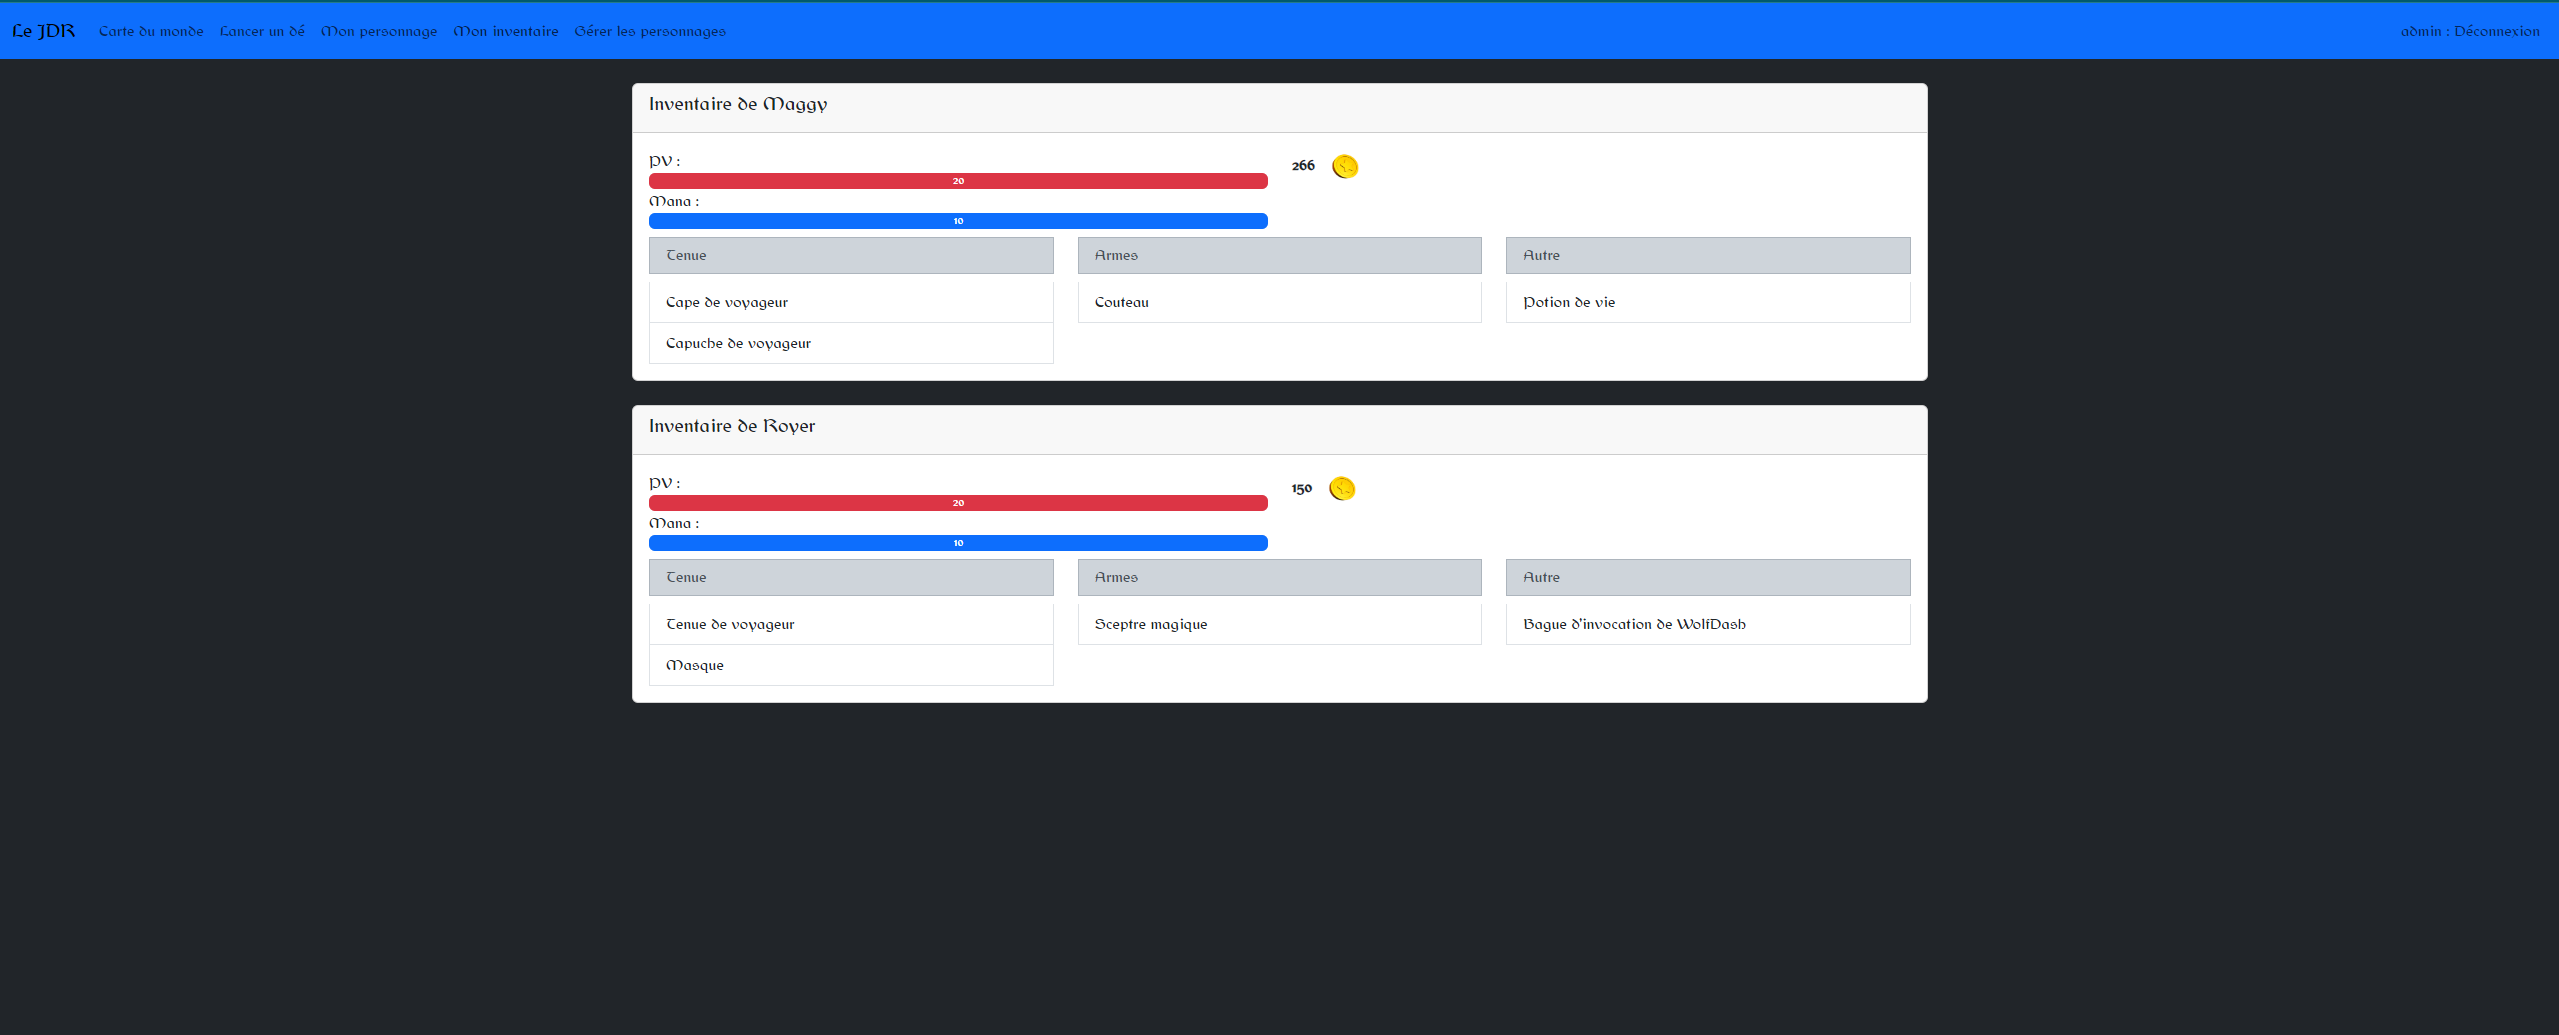 Le JDR Carte du monde Lancer un dé Mon personnage Mon inventaire Gérer les personnages admin : Déconnexion
Inventaire de Maggy
PV :
266
20
Mana :
10
Tenue Armes Autre
Cape de voyageur Couteau Potion de vie
Capuche de voyageur
Inventaire de Royer
PV :
150
20
Mana :
10
Tenue Armes Autre
Tenue de voyageur Sceptre magique Bague d'invocation de WolfDash
Masque